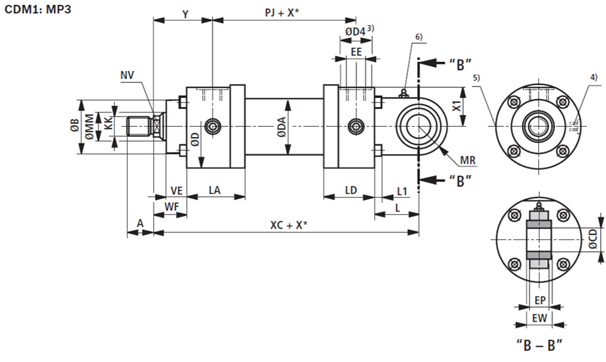 CDM1: MP3
Y
PJ + X*
ØD4 3)
EE
6)
"B"
NV
5)
4)
X1
ØB
ØMM
KK
ØD
ØDA
MR
VE
LA
LD
L1
"B"
WF
L
A
XC + X*
ØCD
EP
EW
"B – B"